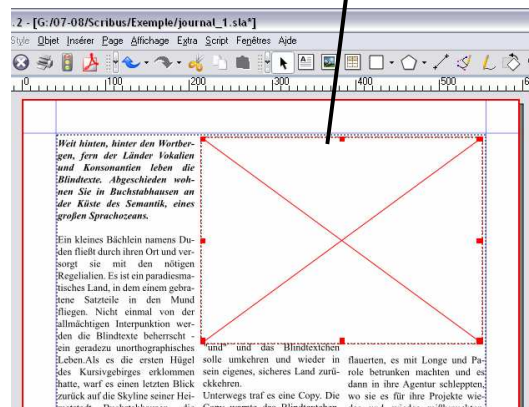 .2 - [G:/07-08/Scribus/Exemple/journal_1.sla*]
Style Objet Insérer Page Affichage Extra Script Fenêtres Aide
0 100 200 300 400 500
Weit hinten, hinter den Wortber-
gen, fern der Länder Vokalien
und Konsonantien leben die
Blindtexte. Abgeschieden woh-
nen Sie in Buchstabhausen an
der Küste des Semantik, eines
großen Sprachozeans.
Ein kleines Bächlein namens Du-
den fließt durch ihren Ort und ver-
sorgt sie mit den nötigen
Regelialien. Es ist ein paradiesma-
tisches Land, in dem einem gebra-
tene Satzteile in den Mund
fliegen. Nicht einmal von der
allmächtigen Interpunktion wer-
den die Blindtexte beherrscht -
ein geradezu unorthographisches
Leben.Als es die ersten Hügel
des Kursivgebirges erklommen
hatte, warf es einen letzten Blick
zurück auf die Skyline seiner Hei-
"und" und das Blindtextchen
solle umkehren und wieder in
sein eigenes, sicheres Land zurü-
ckkehren.
Unterwegs traf es eine Copy. Die
flauerten, es mit Longe und Pa-
role betrunken machten und es
dann in ihre Agentur schleppten,
wo sie es für ihre Projekte wie-